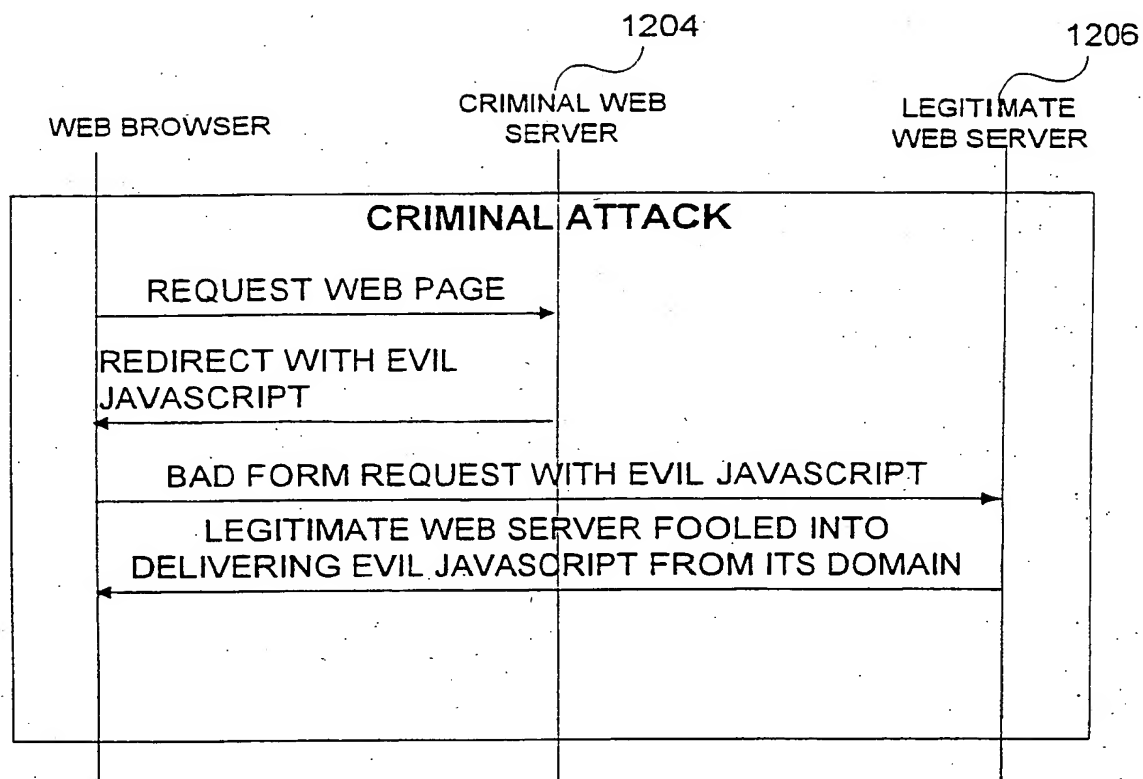 1204
1206
WEB BROWSER
CRIMINAL WEB
SERVER
LEGITIMATE
WEB SERVER
CRIMINAL ATTACK
REQUEST WEB PAGE
REDIRECT WITH EVIL
JAVASCRIPT
BAD FORM REQUEST WITH EVIL JAVASCRIPT
LEGITIMATE WEB SERVER FOOLED INTO
DELIVERING EVIL JAVASCRIPT FROM ITS DOMAIN